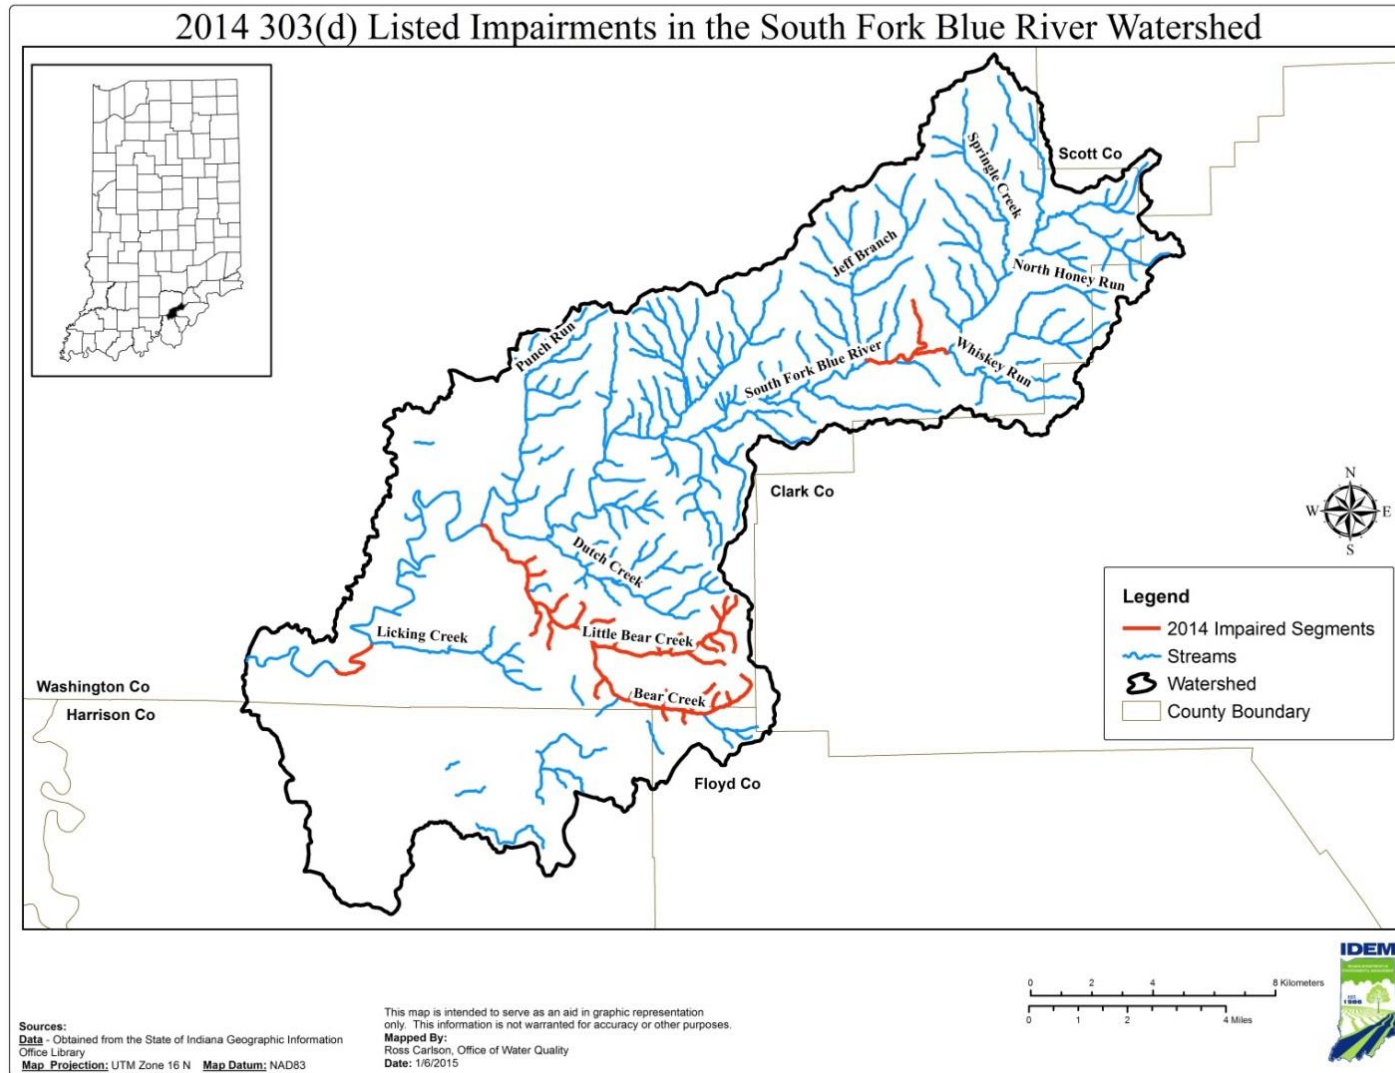 2014 303(d) Listed Impairments in the South Fork Blue River Watershed
Scott Co
Springle Creek
Jeff Branch
North Honey Run
Punch Run
South Fork Blue River
Whiskey Run
Clark Co
N
W
E
S
Dutch Creek
Licking Creek
Little Bear Creek
Bear Creek
Washington Co
Harrison Co
Floyd Co
Legend
2014 Impaired Segments
Streams
Watershed
County Boundary
0 2 4 8 Kilometers
0 1 2 4 Miles
IDEM
Sources:
Data - Obtained from the State of Indiana Geographic Information
Office Library
Map Projection: UTM Zone 16 N Map Datum: NAD83
This map is intended to serve as an aid in graphic representation
only. This information is not warranted for accuracy or other purposes.
Mapped By:
Ross Carlson, Office of Water Quality
Date: 1/6/2015